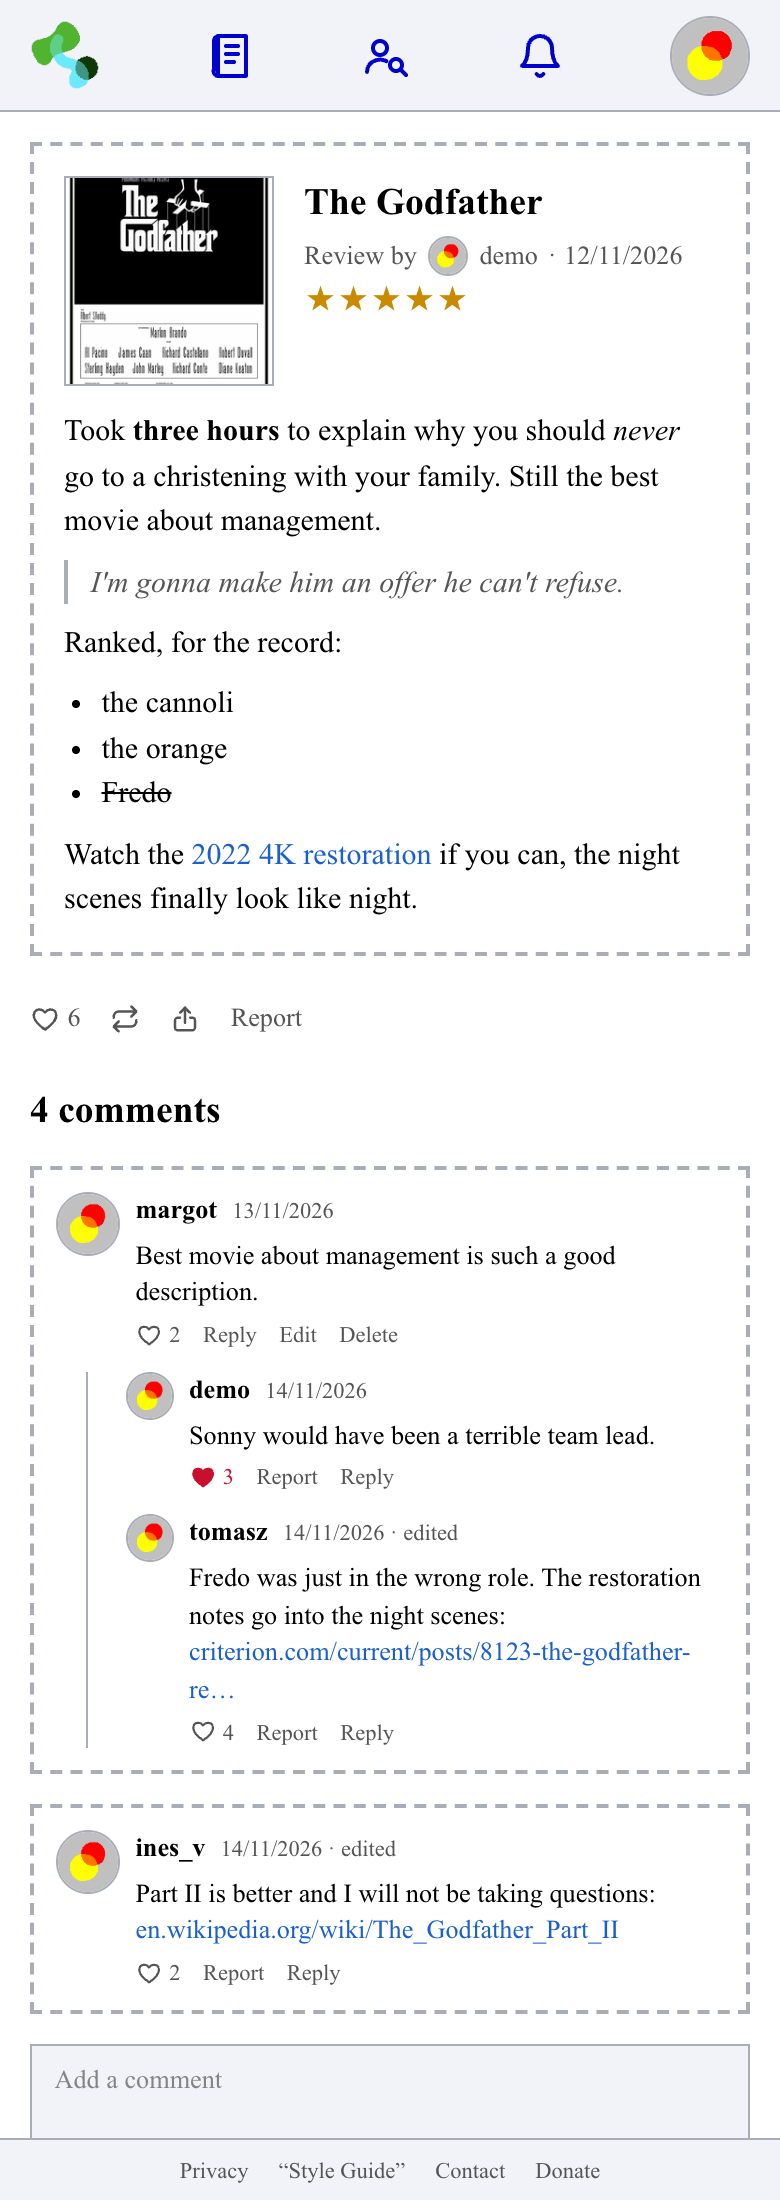 The
Godfather
Marlon Brando
Al Pacino James Caan Richard Castellano Robert Duvall
Sterling Hayden John Marley Richard Conte Diane Keaton
The Godfather
Review by demo · 12/11/2026
★★★★★
Took three hours to explain why you should never
go to a christening with your family. Still the best
movie about management.
I'm gonna make him an offer he can't refuse.
Ranked, for the record:
• the cannoli
• the orange
• Fredo
Watch the 2022 4K restoration if you can, the night
scenes finally look like night.
6 Report
4 comments
margot 13/11/2026
Best movie about management is such a good
description.
2 Reply Edit Delete
demo 14/11/2026
Sonny would have been a terrible team lead.
3 Report Reply
tomasz 14/11/2026 · edited
Fredo was just in the wrong role. The restoration
notes go into the night scenes:
criterion.com/current/posts/8123-the-godfather-
re…
4 Report Reply
ines_v 14/11/2026 · edited
Part II is better and I will not be taking questions:
en.wikipedia.org/wiki/The_Godfather_Part_II
2 Report Reply
Add a comment
Privacy “Style Guide” Contact Donate